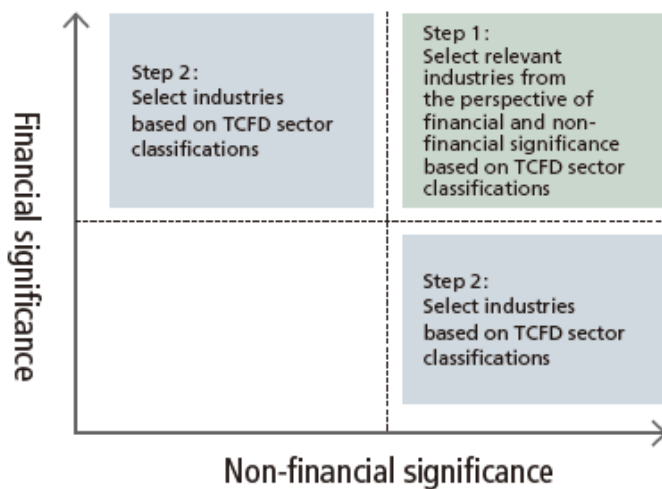 Financial significance
Step 2:
Select industries
based on TCFD sector
classifications
Step 1:
Select relevant
industries from
the perspective of
financial and non-
financial significance
based on TCFD sector
classifications
Step 2:
Select industries
based on TCFD sector
classifications
Non-financial significance